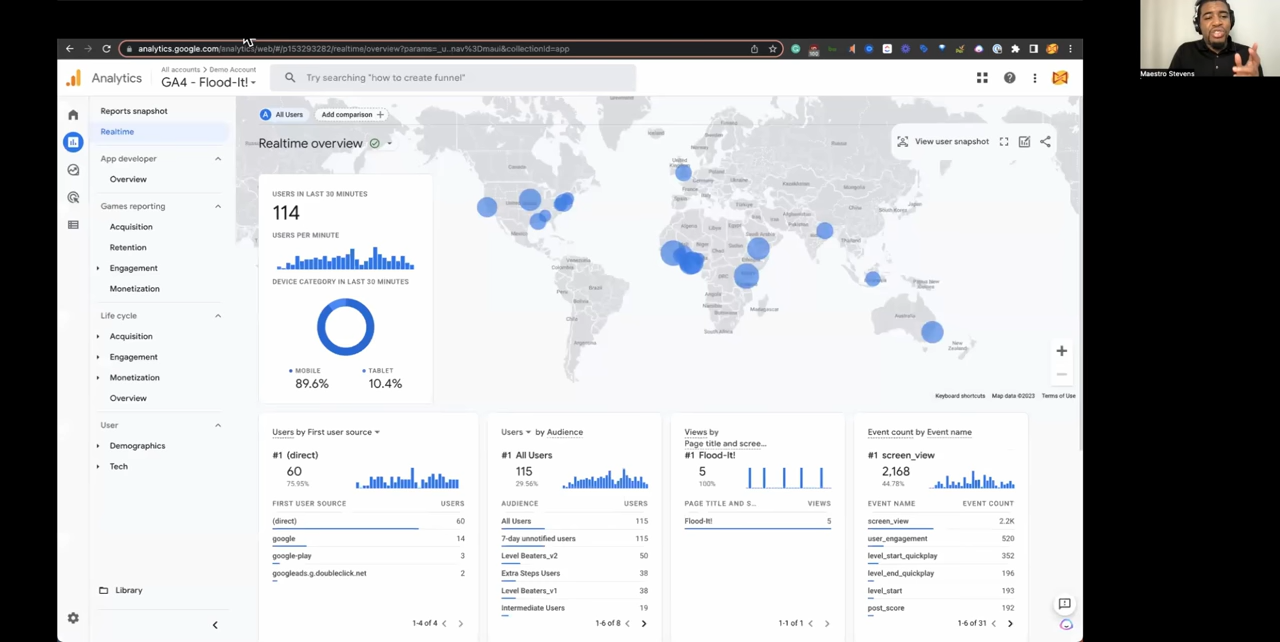 analytics.google.com/analytics/web/#/p153293282/realtime/overview?params=_u..nav%3Dmaui&collectionId=app
Maestro Stevens
Analytics
All accounts > Demo Account
GA4 - Flood-It!
Try searching "how to create funnel"
Reports snapshot
Realtime
App developer
Overview
Games reporting
Acquisition
Retention
Engagement
Monetization
Life cycle
Acquisition
Engagement
Monetization
Overview
User
Demographics
Tech
Library
A All Users
Add comparison +
Realtime overview
View user snapshot
USERS IN LAST 30 MINUTES
114
USERS PER MINUTE
DEVICE CATEGORY IN LAST 30 MINUTES
MOBILE
89.6%
TABLET
10.4%
Keyboard shortcuts Map data ©2023 Terms of Use
Users by First user source
#1 (direct)
60
75.95%
FIRST USER SOURCE USERS
(direct) 60
google 14
google-play 3
googleads.g.doubleclick.net 2
1-4 of 4
Users by Audience
#1 All Users
115
29.56%
AUDIENCE USERS
All Users 115
7-day unnotified users 115
Level Beaters_v2 50
Extra Steps Users 38
Level Beaters_v1 38
intermediate Users 19
1-6 of 8
Views by
Page title and scree...
#1 Flood-It!
5
100%
PAGE TITLE AND S... VIEWS
Flood-It! 5
1-1 of 1
Event count by Event name
#1 screen_view
2,168
44.78%
EVENT NAME EVENT COUNT
screen_view 2.2K
user_engagement 520
level_start_quickplay 352
level_end_quickplay 196
level_start 193
post_score 192
1-6 of 31